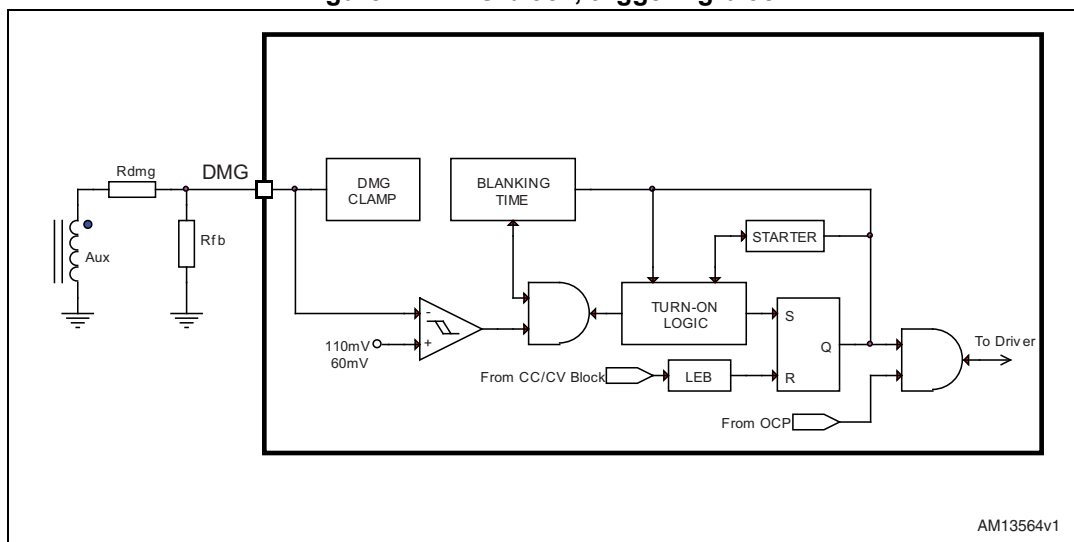 Rdmg
DMG
Aux
Rfb
DMG
CLAMP
BLANKING
TIME
STARTER
TURN-ON
LOGIC
-
+
110mV
60mV
S
Q
R
To Driver
From CC/CV Block
LEB
From OCP
AM13564v1